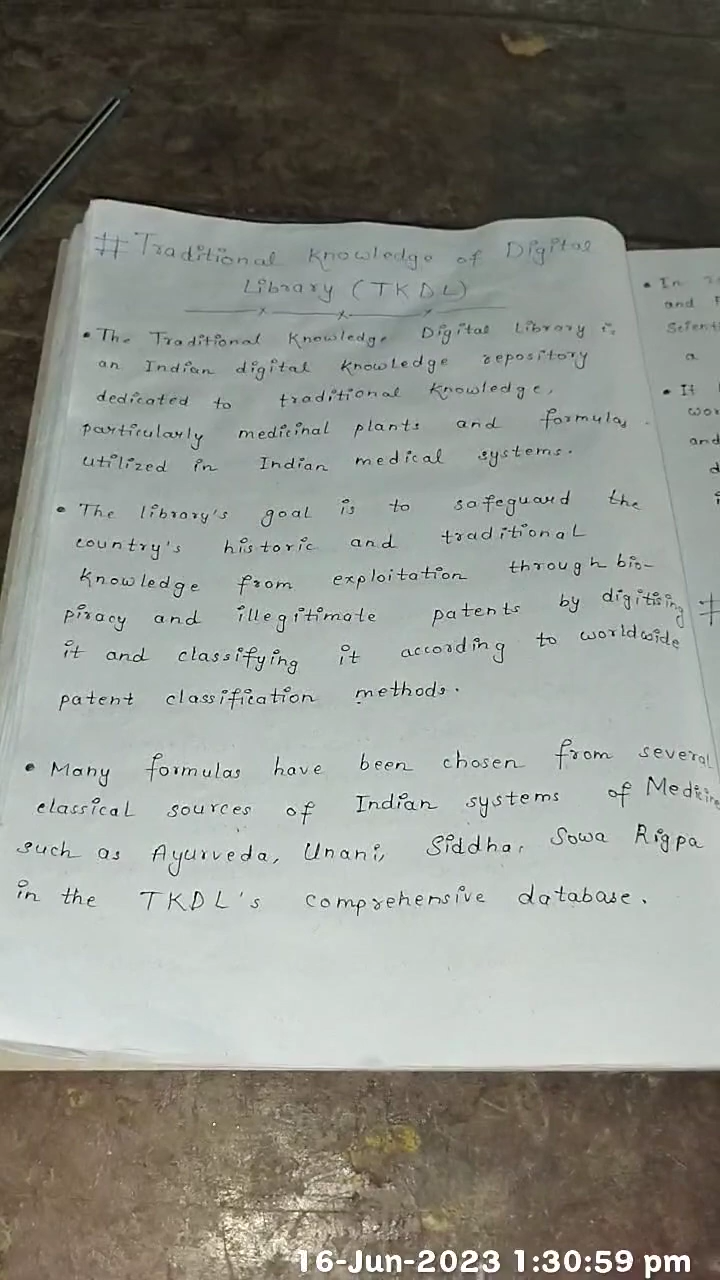 # Traditional Knowledge of Digital
Library (TKDL)
• The Traditional Knowledge Digital Library is
an Indian digital knowledge repository
dedicated to traditional knowledge,
particularly medicinal plants and formulas
utilized in Indian medical systems.
• The library's goal is to safeguard the
country's historic and traditional
knowledge from exploitation through bio-
piracy and illegitimate patents by digitising
it and classifying it according to worldwide
patent classification methods.
• Many formulas have been chosen from several
classical sources of Indian systems of Medicine
such as Ayurveda, Unani, Siddha, Sowa Rigpa
in the TKDL's comprehensive database.
• In
and
a
• It
and
#
16-Jun-2023 1:30:59 pm